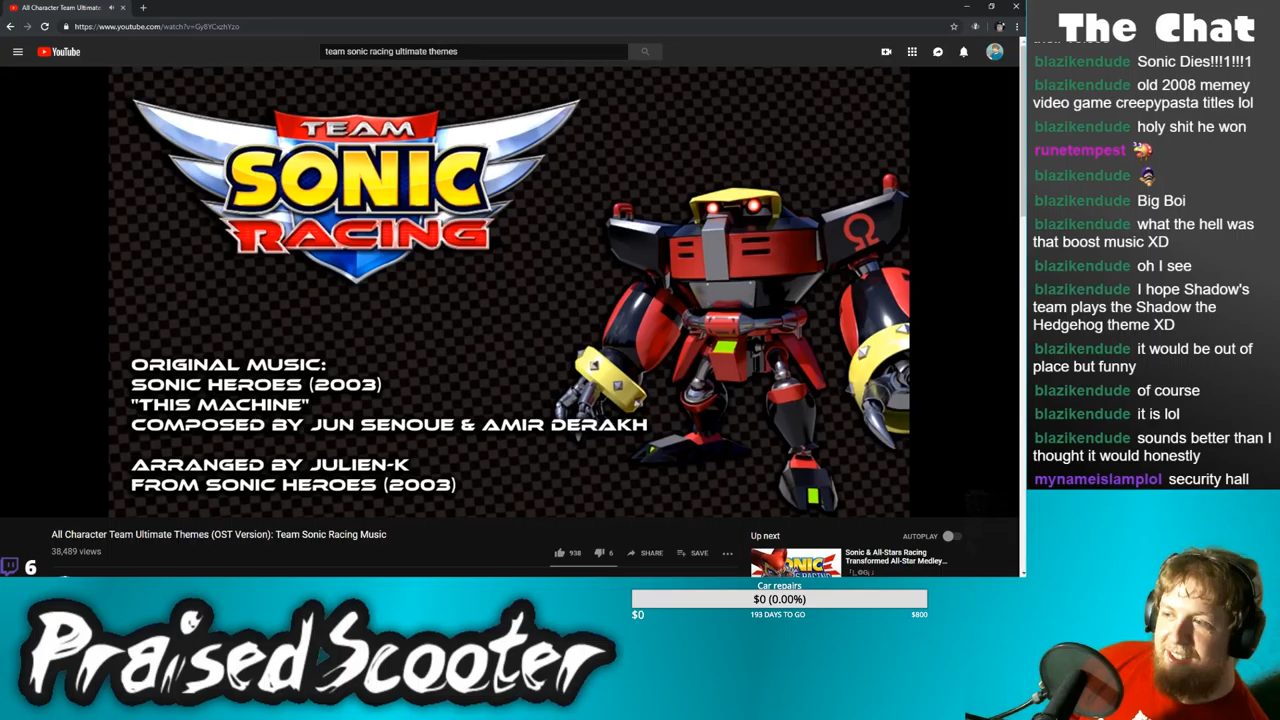 All Character Team Ultimate
https://www.youtube.com/watch?v=Gy8YCxzhYzo
YouTube
team sonic racing ultimate themes
TEAM
SONIC
RACING
Ω
ORIGINAL MUSIC:
SONIC HEROES (2003)
"THIS MACHINE"
COMPOSED BY JUN SENOUE & AMIR DERAKH
ARRANGED BY JULIEN-K
FROM SONIC HEROES (2003)
All Character Team Ultimate Themes (OST Version): Team Sonic Racing Music
38,489 views
938
6
SHARE
SAVE
Up next
AUTOPLAY
Sonic & All-Stars Racing
Transformed All-Star Medley...
6
Car repairs
$0 (0.00%)
$0
193 DAYS TO GO
$800
PraisedScooter
The Chat
blazikendude Sonic Dies!!!1!!!1
blazikendude old 2008 memey
video game creepypasta titles lol
blazikendude holy shit he won
runetempest
blazikendude
blazikendude Big Boi
blazikendude what the hell was
that boost music XD
blazikendude oh I see
blazikendude I hope Shadow's
team plays the Shadow the
Hedgehog theme XD
blazikendude it would be out of
place but funny
blazikendude of course
blazikendude it is lol
blazikendude sounds better than I
thought it would honestly
mynameislamplol security hall